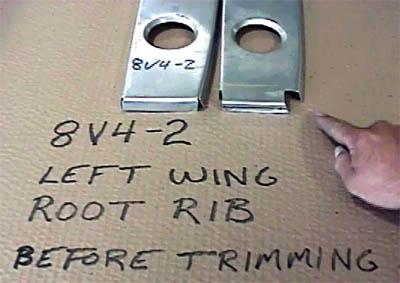 8V4-2
8V4-2
LEFT WING
ROOT RIB
BEFORE TRIMMING